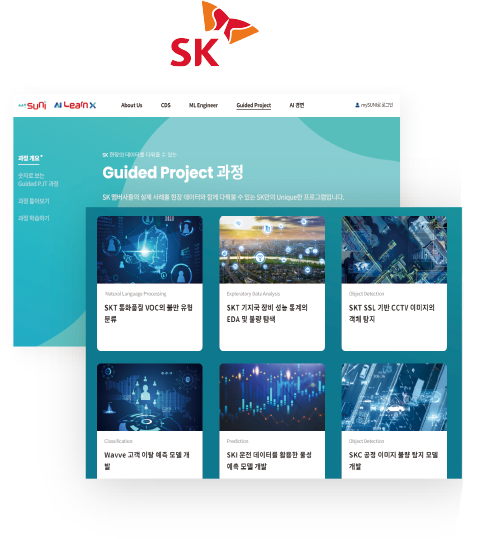 SK
mySUNI AI Learn X About Us CDS ML Engineer Guided Project AI 경영 mySUNI로 로그인
SK 현장의 데이터를 다뤄볼 수 있는
과정 개요
Guided Project 과정
숫자로 보는
Guided PJT 과정
SK 멤버사들의 실제 사례를 현장 데이터와 함께 다뤄볼 수 있는 SK만의 Unique한 프로그램입니다.
과정 돌아보기
과정 학습하기
Natural Language Processing
SKT 통화품질 VOC의 불만 유형
분류
Exploratory Data Analysis
SKT 기지국 장비 성능 통계의
EDA 및 불량 탐색
Object Detection
SKT SSL 기반 CCTV 이미지의
객체 탐지
Classification
Wavve 고객 이탈 예측 모델 개
발
Prediction
SKI 운전 데이터를 활용한 물성
예측 모델 개발
Object Detection
SKC 공정 이미지 불량 탐지 모델
개발